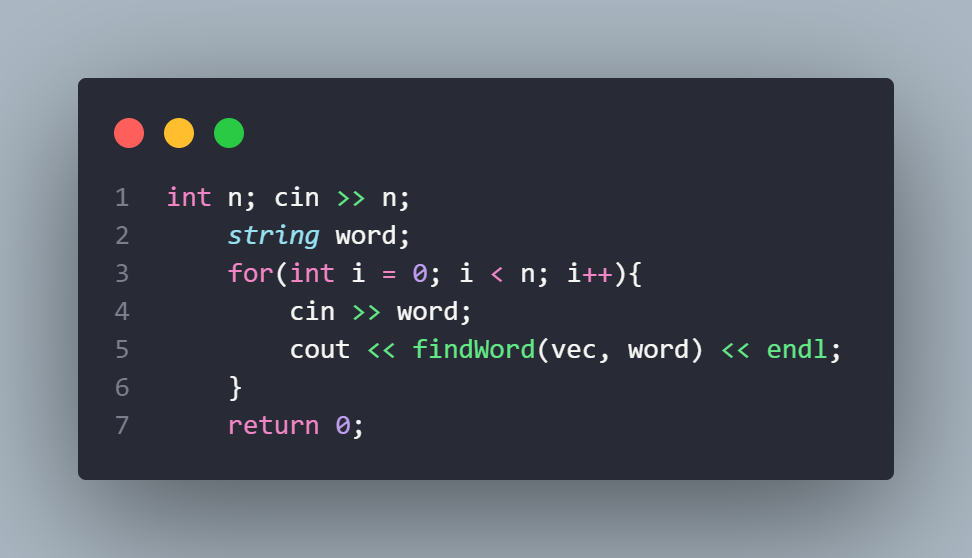 1 int n; cin >> n;
2     string word;
3     for(int i = 0; i < n; i++){
4         cin >> word;
5         cout << findWord(vec, word) << endl;
6     }
7     return 0;